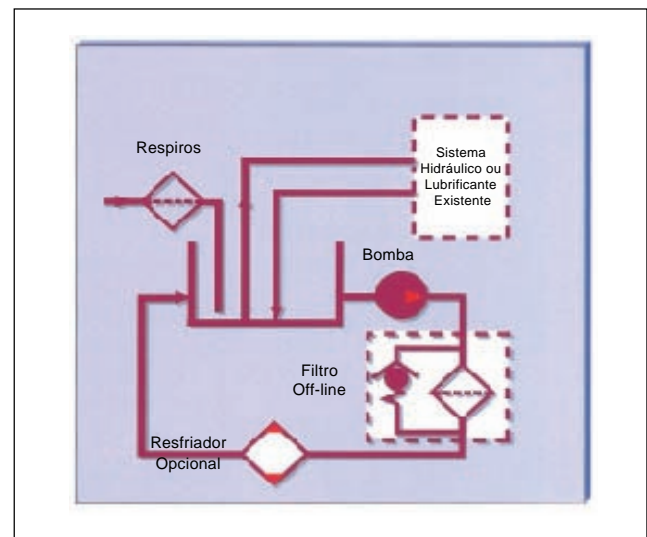 Respiros
Sistema
Hidráulico ou
Lubrificante
Existente
Bomba
Filtro
Off-line
Resfriador
Opcional